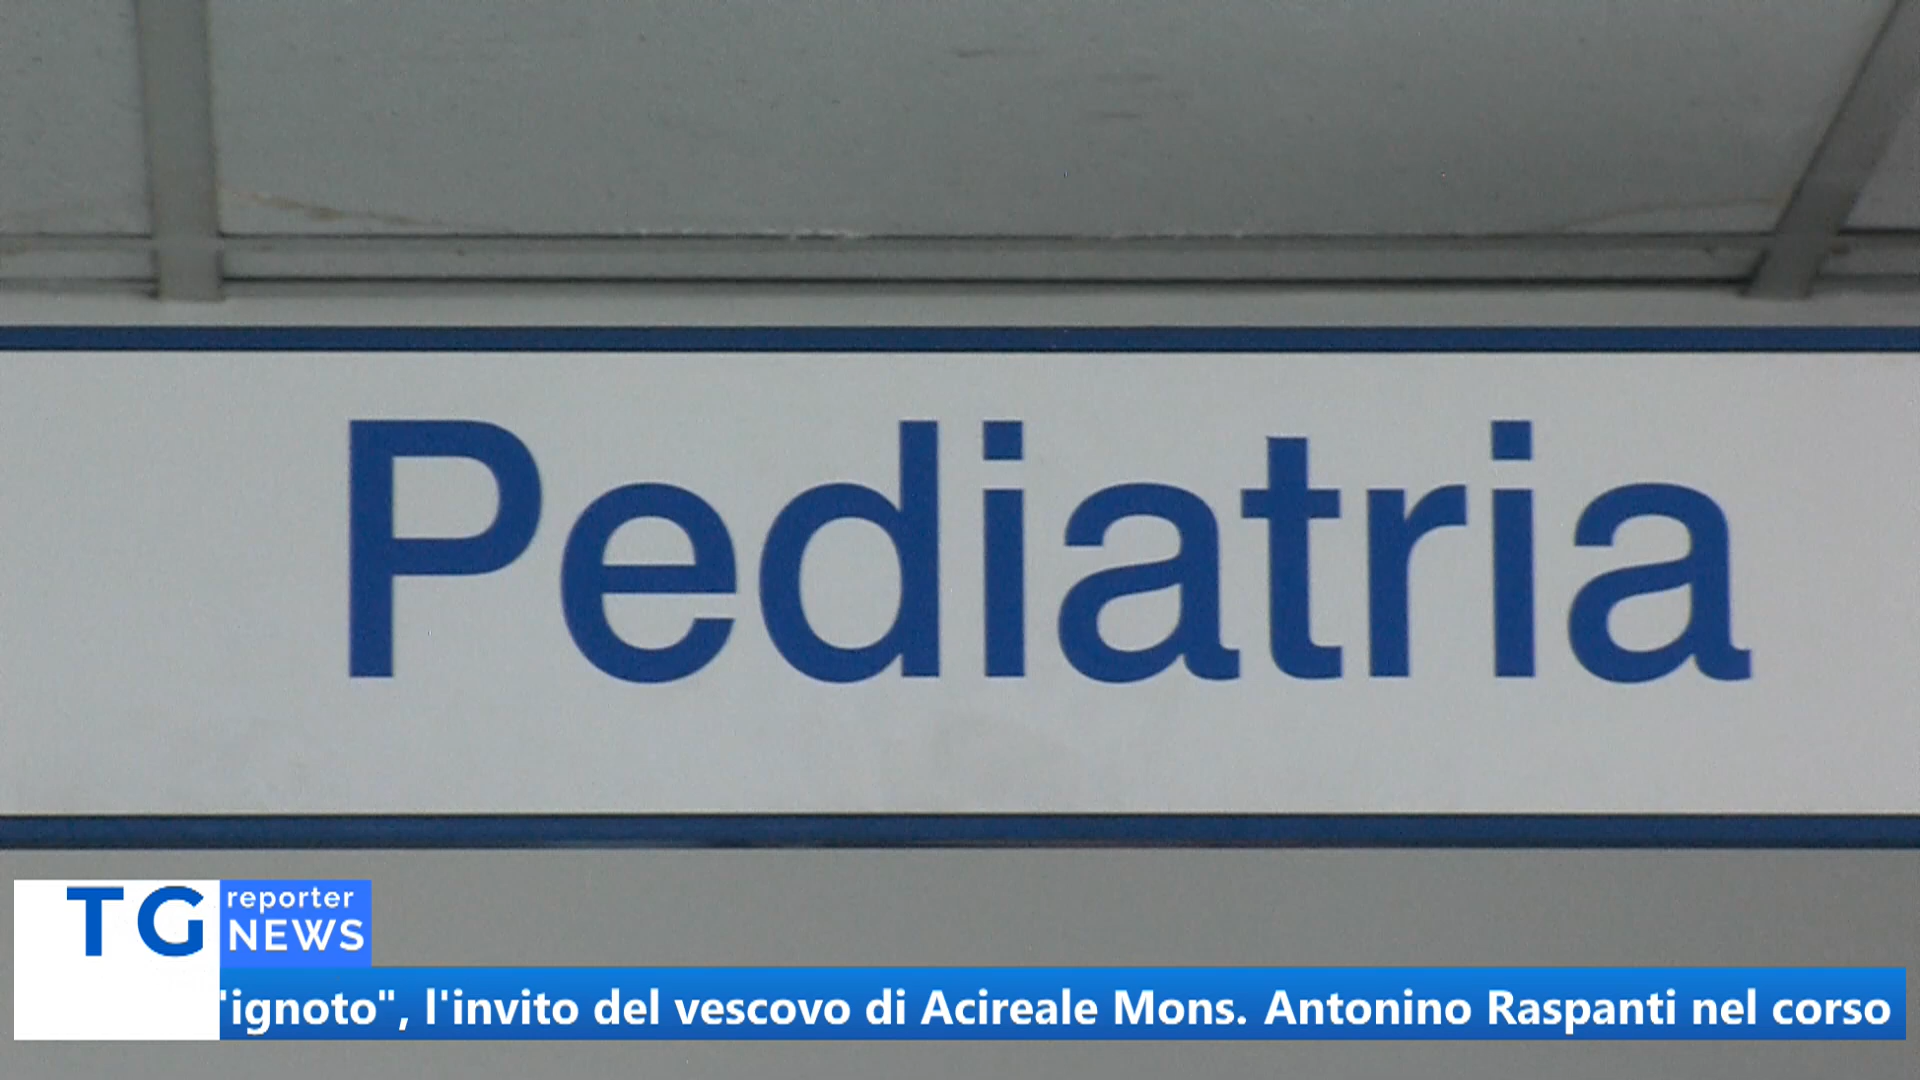 Pediatria
TG
reporter
NEWS
"ignoto", l'invito del vescovo di Acireale Mons. Antonino Raspanti nel corso